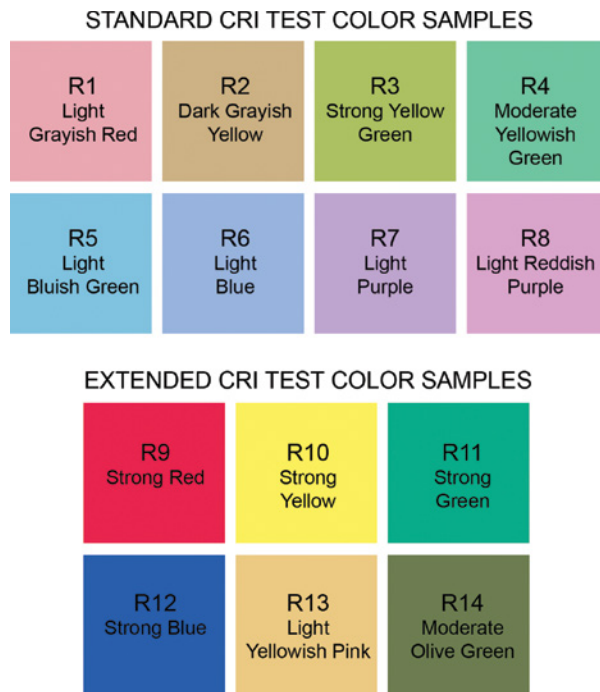 STANDARD CRI TEST COLOR SAMPLES
R1
Light
Grayish Red
R2
Dark Grayish
Yellow
R3
Strong Yellow
Green
R4
Moderate
Yellowish
Green
R5
Light
Bluish Green
R6
Light
Blue
R7
Light
Purple
R8
Light Reddish
Purple
EXTENDED CRI TEST COLOR SAMPLES
R9
Strong Red
R10
Strong
Yellow
R11
Strong
Green
R12
Strong Blue
R13
Light
Yellowish Pink
R14
Moderate
Olive Green